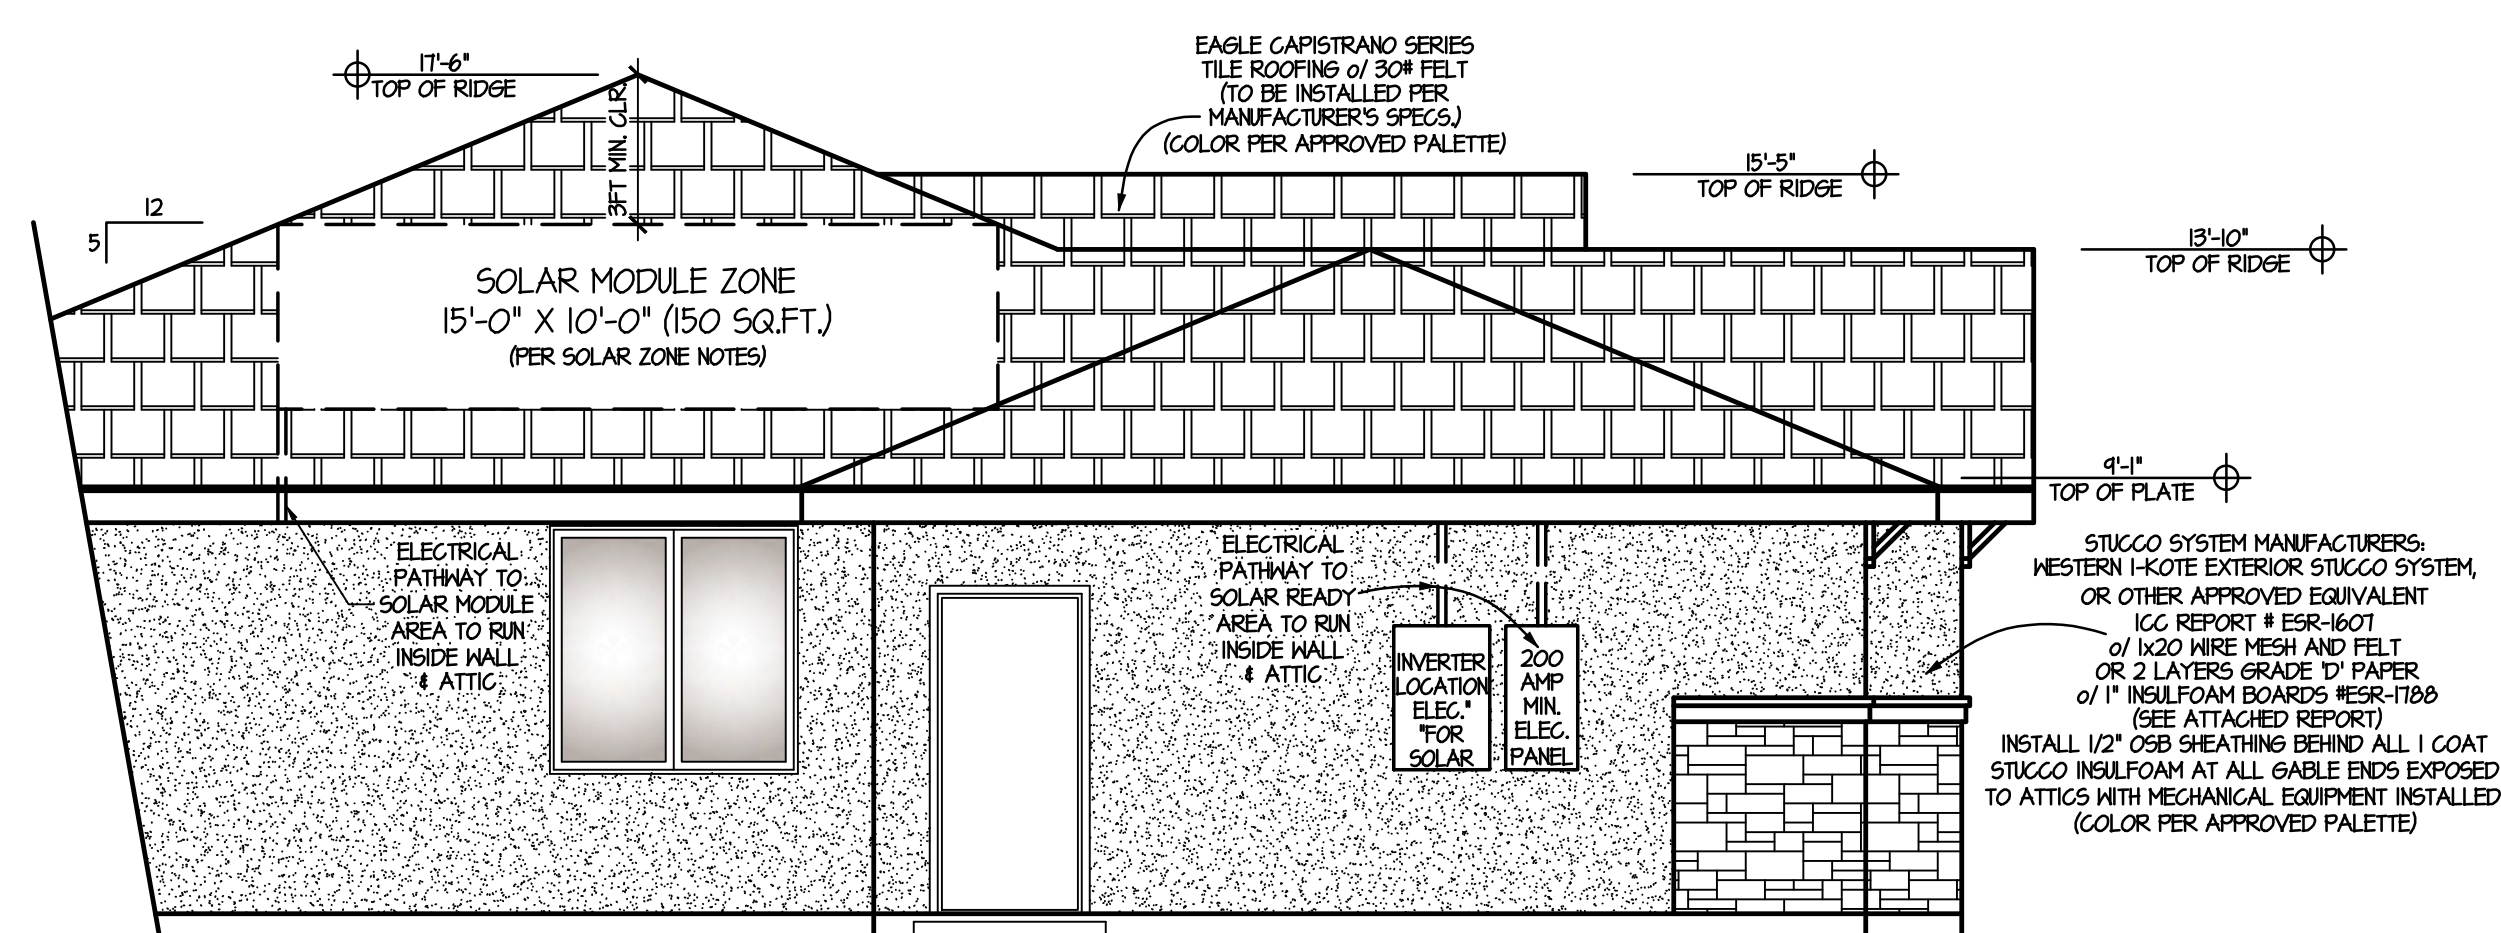 17'-6"
TOP OF RIDGE
3FT MIN. CLR.
EAGLE CAPISTRANO SERIES
TILE ROOFING o/ 30# FELT
(TO BE INSTALLED PER
MANUFACTURER'S SPECS.)
(COLOR PER APPROVED PALETTE)
15'-5"
TOP OF RIDGE
12
5
13'-10"
TOP OF RIDGE
SOLAR MODULE ZONE
15'-0" X 10'-0" (150 SQ.FT.)
(PER SOLAR ZONE NOTES)
9'-1"
TOP OF PLATE
ELECTRICAL
PATHWAY TO
SOLAR MODULE
AREA TO RUN
INSIDE WALL
& ATTIC
ELECTRICAL
PATHWAY TO
SOLAR READY
AREA TO RUN
INSIDE WALL
& ATTIC
INVERTER
LOCATION
ELEC."
"FOR
SOLAR
200
AMP
MIN.
ELEC.
PANEL
STUCCO SYSTEM MANUFACTURERS:
WESTERN 1-KOTE EXTERIOR STUCCO SYSTEM,
OR OTHER APPROVED EQUIVALENT
ICC REPORT # ESR-1607
o/ 1x20 WIRE MESH AND FELT
OR 2 LAYERS GRADE 'D' PAPER
o/ 1" INSULFOAM BOARDS #ESR-1788
(SEE ATTACHED REPORT)
INSTALL 1/2" OSB SHEATHING BEHIND ALL 1 COAT
STUCCO INSULFOAM AT ALL GABLE ENDS EXPOSED
TO ATTICS WITH MECHANICAL EQUIPMENT INSTALLED
(COLOR PER APPROVED PALETTE)